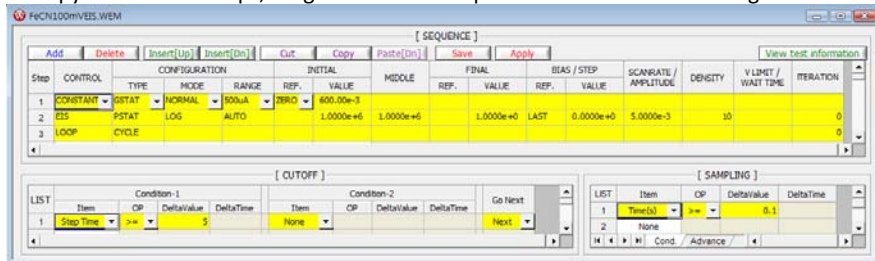 FeCN100mVEIS.WEM
[ SEQUENCE ]
Add Delete Insert[Up] Insert[Dn] Cut Copy Paste[Dn] Save Apply View test information
Step CONTROL CONFIGURATION INITIAL MIDDLE FINAL BIAS / STEP SCANRATE / AMPLITUDE DENSITY V LIMIT / WAIT TIME ITERATION
TYPE MODE RANGE REF. VALUE REF. VALUE REF. VALUE
1 CONSTANT GSTAT NORMAL 500uA ZERO 600.00e-3
2 EIS PSTAT LOG AUTO 1.0000e+6 1.0000e+6 1.0000e+0 LAST 0.0000e+0 5.0000e-3 10 0
3 LOOP CYCLE 0
[ CUTOFF ]
LIST Condition-1 Condition-2 Go Next
Item OP DeltaValue DeltaTime Item OP DeltaValue DeltaTime
1 Step Time >= 5 None Next
[ SAMPLING ]
LIST Item OP DeltaValue DeltaTime
1 Time(s) >= 0.1
2 None
Cond. Advance